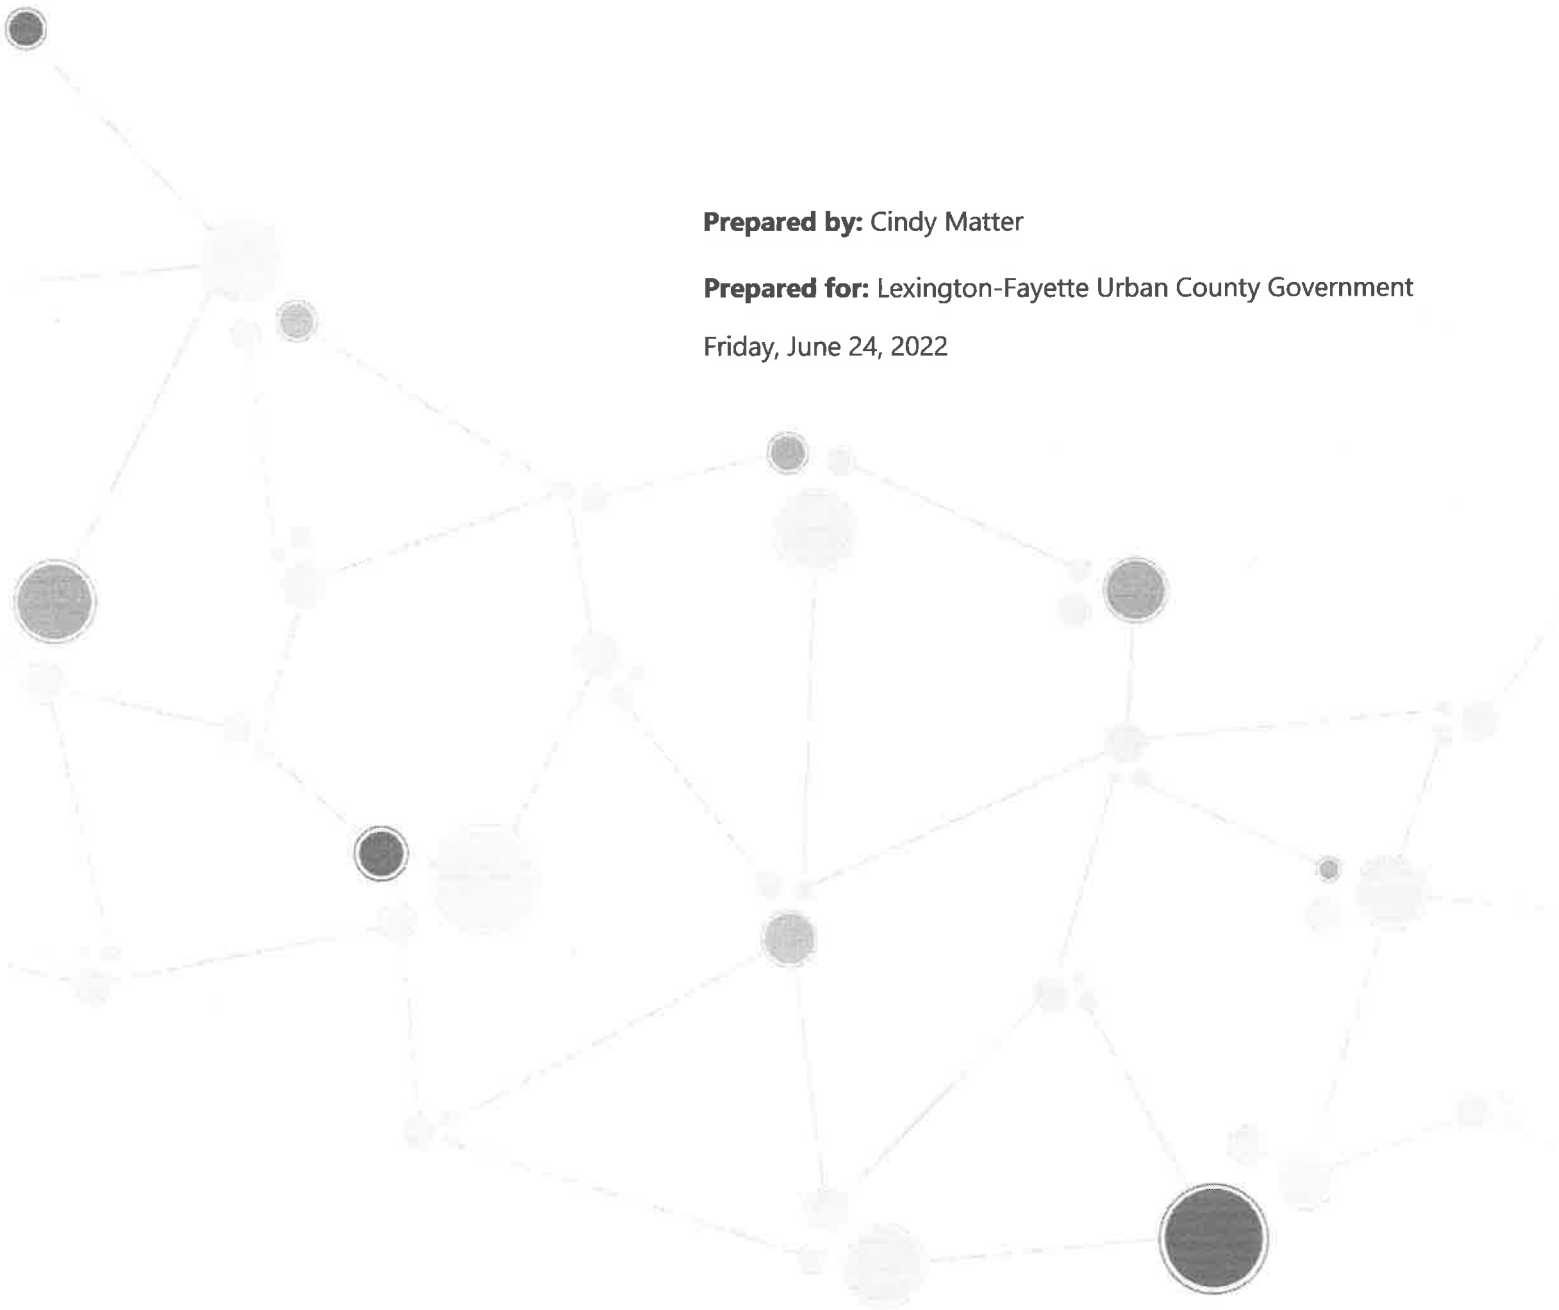 Prepared by: Cindy Matter
Prepared for: Lexington-Fayette Urban County Government
Friday, June 24, 2022